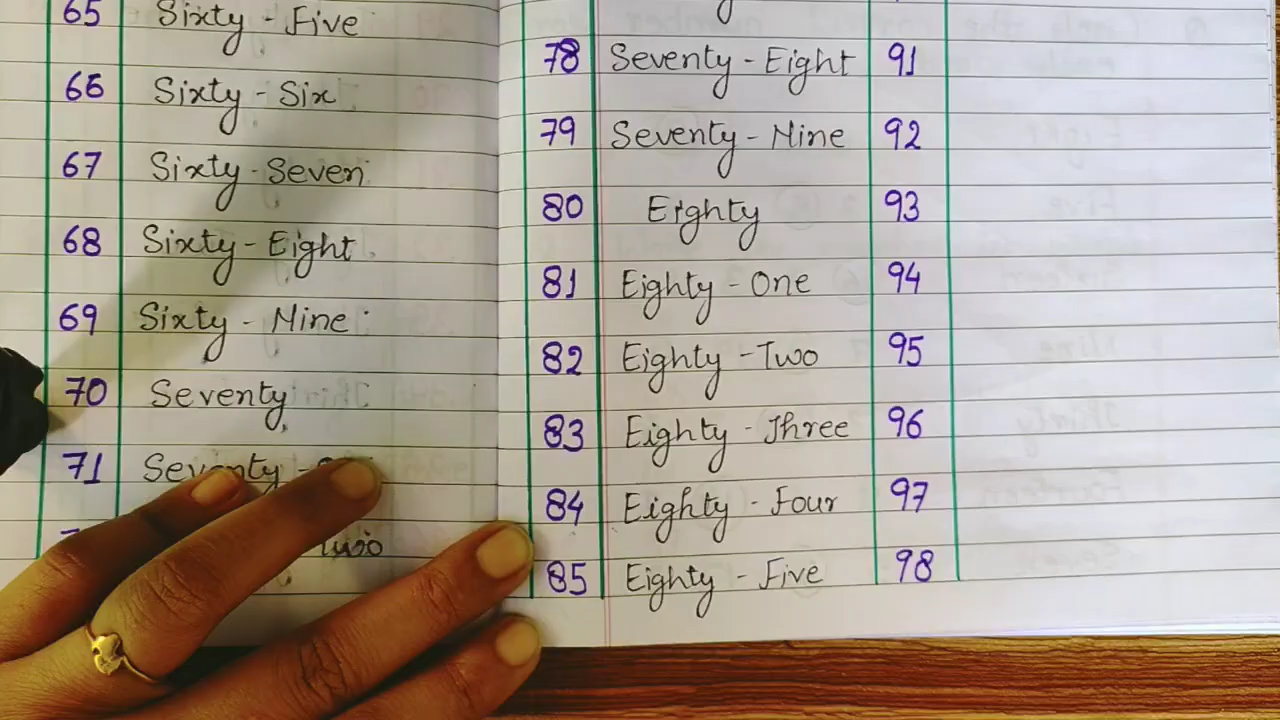 65 Sixty - Five
66 Sixty - Six
67 Sixty - Seven
68 Sixty - Eight
69 Sixty - Nine
70 Seventy
71 Seventy -
Two
78 Seventy - Eight 91
79 Seventy - Nine 92
80 Eighty 93
81 Eighty - One 94
82 Eighty - Two 95
83 Eighty - Three 96
84 Eighty - Four 97
85 Eighty - Five 98